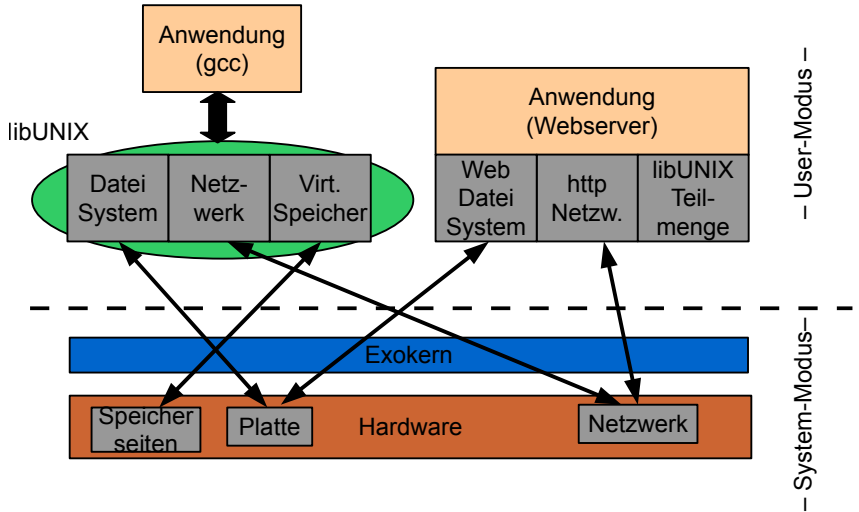 Anwendung
(gcc)
libUNIX
Datei
System
Netz-
werk
Virt.
Speicher
Anwendung
(Webserver)
Web
Datei
System
http
Netzw.
libUNIX
Teil-
menge
– User-Modus –
Exokern
Speicher
seiten
Platte
Hardware
Netzwerk
– System-Modus–